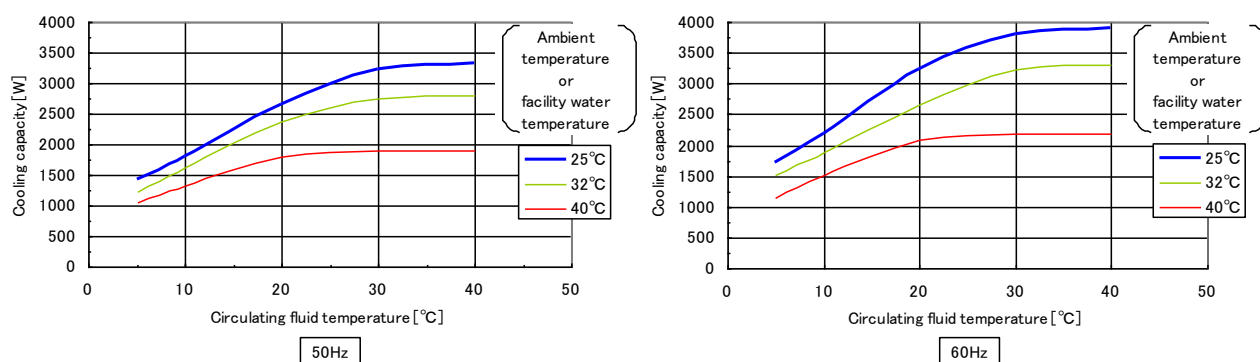 4000
3500
3000
2500
2000
1500
1000
500
0
Cooling capacity[W]
0 10 20 30 40 50
Circulating fluid temperature[℃]
Ambient
temperature
or
facility water
temperature
25℃
32℃
40℃
50Hz
4000
3500
3000
2500
2000
1500
1000
500
0
Cooling capacity[W]
0 10 20 30 40 50
Circulating fluid temperature[℃]
Ambient
temperature
or
facility water
temperature
25℃
32℃
40℃
60Hz